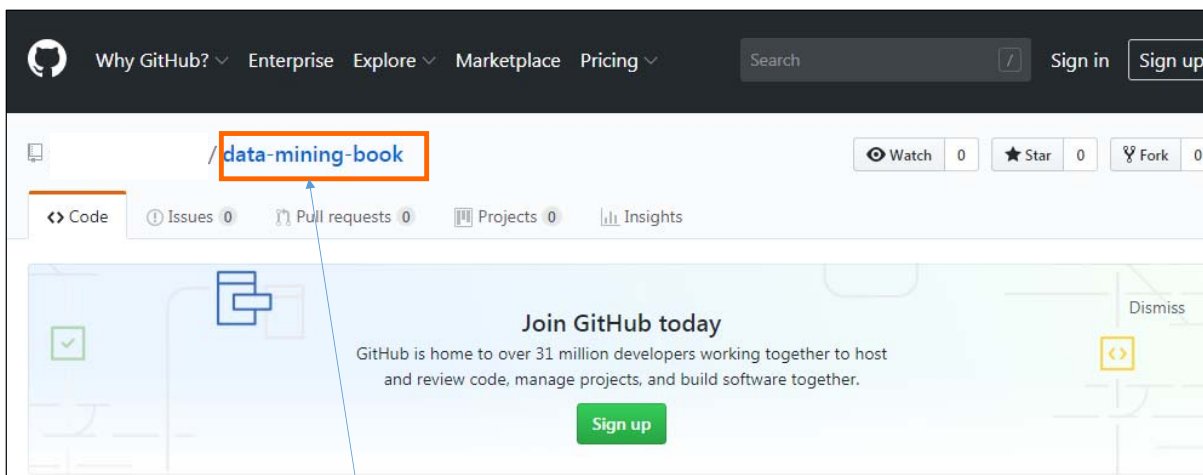 Why GitHub? Enterprise Explore Marketplace Pricing Search / Sign in Sign up
/ data-mining-book Watch 0 Star 0 Fork 0
<> Code Issues 0 Pull requests 0 Projects 0 Insights
Dismiss
Join GitHub today
GitHub is home to over 31 million developers working together to host
and review code, manage projects, and build software together.
Sign up